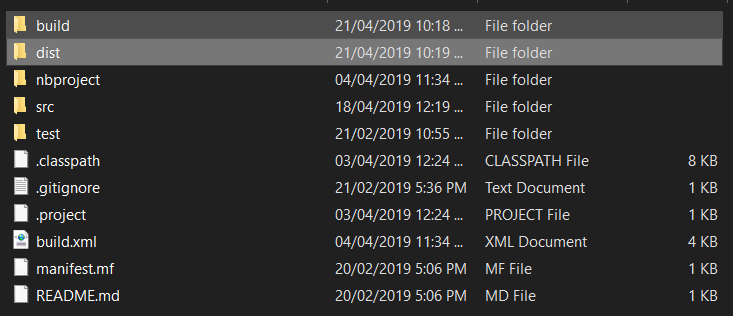 build 21/04/2019 10:18 ... File folder
dist 21/04/2019 10:19 ... File folder
nbproject 04/04/2019 11:34 ... File folder
src 18/04/2019 12:19 ... File folder
test 21/02/2019 10:55 ... File folder
.classpath 03/04/2019 12:24 ... CLASSPATH File 8 KB
.gitignore 21/02/2019 5:36 PM Text Document 1 KB
.project 03/04/2019 12:24 ... PROJECT File 1 KB
build.xml 04/04/2019 11:34 ... XML Document 4 KB
manifest.mf 20/02/2019 5:06 PM MF File 1 KB
README.md 20/02/2019 5:06 PM MD File 1 KB